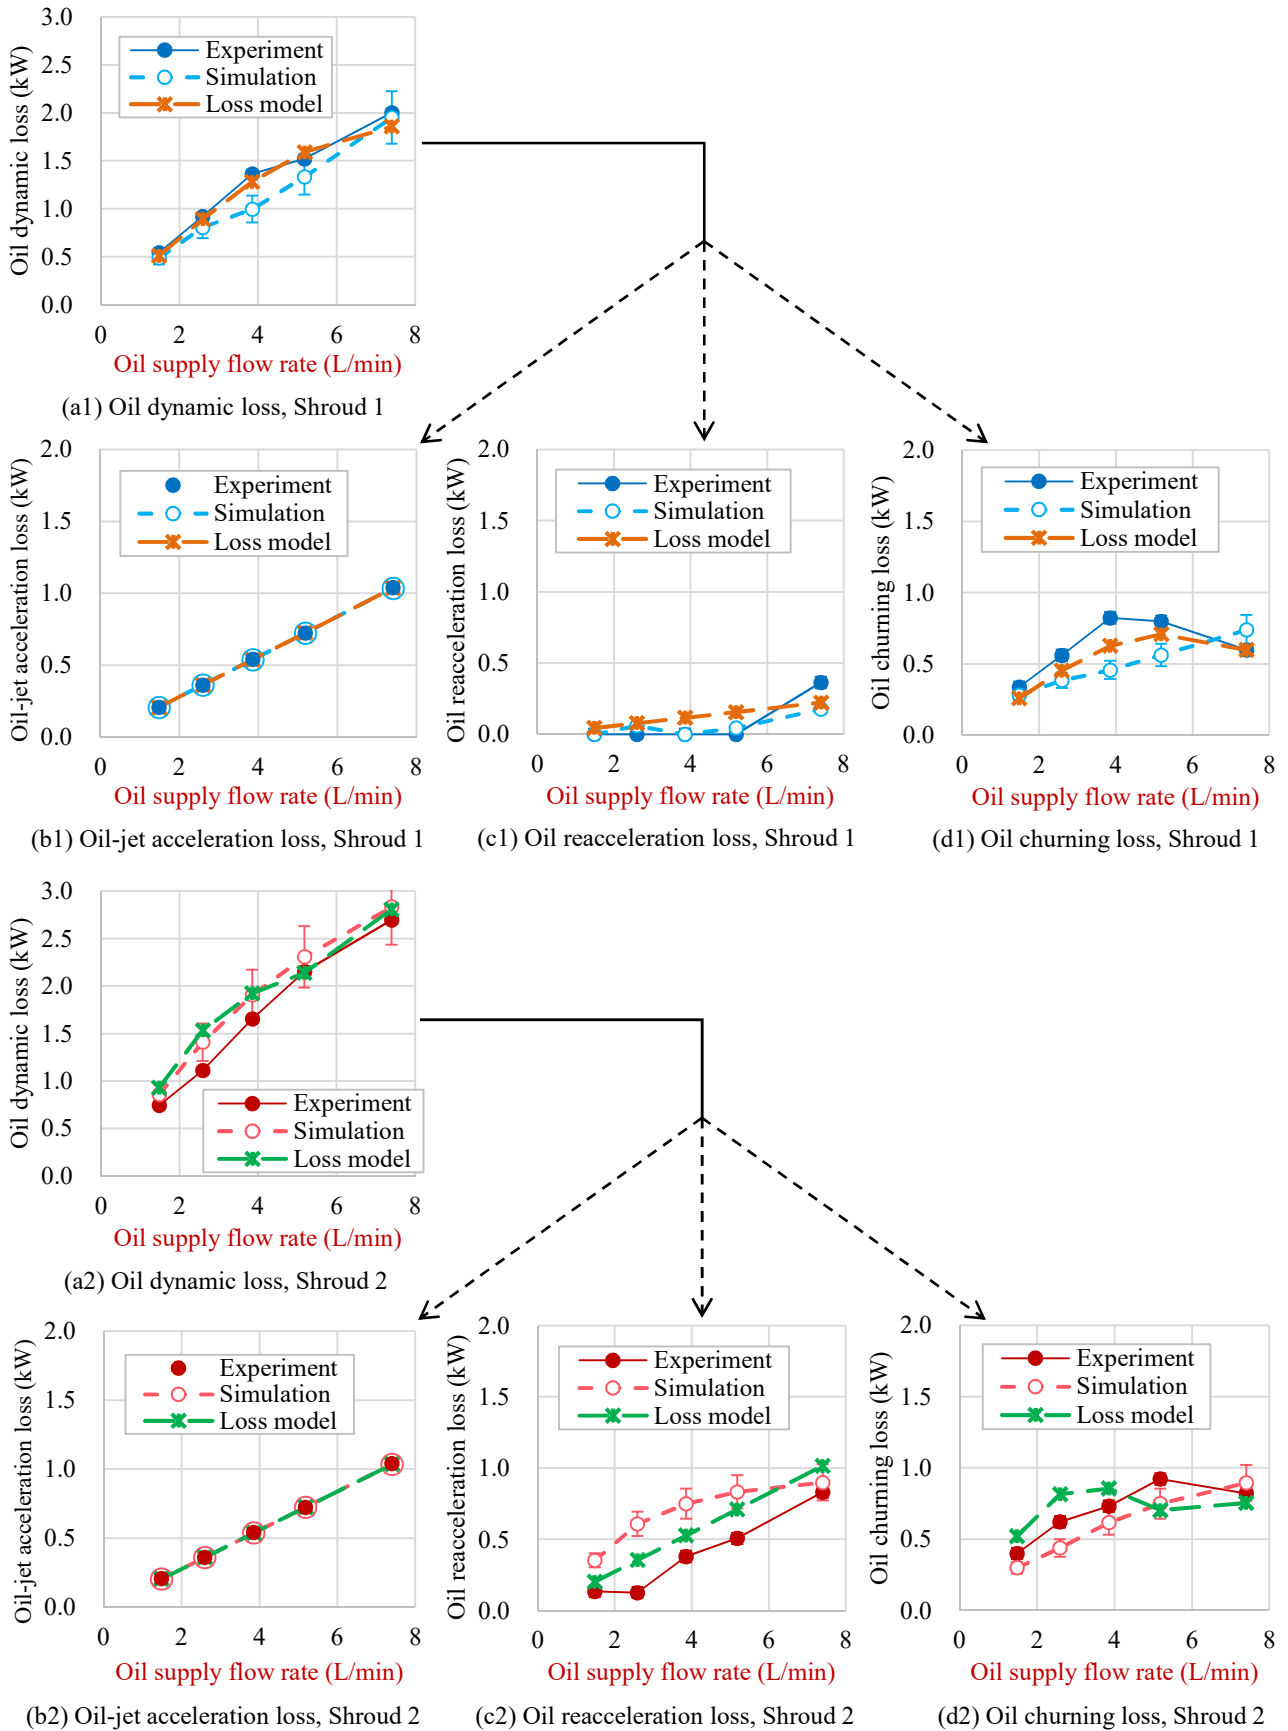 Oil dynamic loss (kW)
3.0
2.5
2.0
1.5
1.0
0.5
0.0
Experiment
Simulation
Loss model
0 2 4 6 8
Oil supply flow rate (L/min)
(a1) Oil dynamic loss, Shroud 1
Oil-jet acceleration loss (kW)
2.0
1.5
1.0
0.5
0.0
Experiment
Simulation
Loss model
0 2 4 6 8
Oil supply flow rate (L/min)
(b1) Oil-jet acceleration loss, Shroud 1
Oil reacceleration loss (kW)
2.0
1.5
1.0
0.5
0.0
Experiment
Simulation
Loss model
0 2 4 6 8
Oil supply flow rate (L/min)
(c1) Oil reacceleration loss, Shroud 1
Oil churning loss (kW)
2.0
1.5
1.0
0.5
0.0
Experiment
Simulation
Loss model
0 2 4 6 8
Oil supply flow rate (L/min)
(d1) Oil churning loss, Shroud 1
Oil dynamic loss (kW)
3.0
2.5
2.0
1.5
1.0
0.5
0.0
Experiment
Simulation
Loss model
0 2 4 6 8
Oil supply flow rate (L/min)
(a2) Oil dynamic loss, Shroud 2
Oil-jet acceleration loss (kW)
2.0
1.5
1.0
0.5
0.0
Experiment
Simulation
Loss model
0 2 4 6 8
Oil supply flow rate (L/min)
(b2) Oil-jet acceleration loss, Shroud 2
Oil reacceleration loss (kW)
2.0
1.5
1.0
0.5
0.0
Experiment
Simulation
Loss model
0 2 4 6 8
Oil supply flow rate (L/min)
(c2) Oil reacceleration loss, Shroud 2
Oil churning loss (kW)
2.0
1.5
1.0
0.5
0.0
Experiment
Simulation
Loss model
0 2 4 6 8
Oil supply flow rate (L/min)
(d2) Oil churning loss, Shroud 2